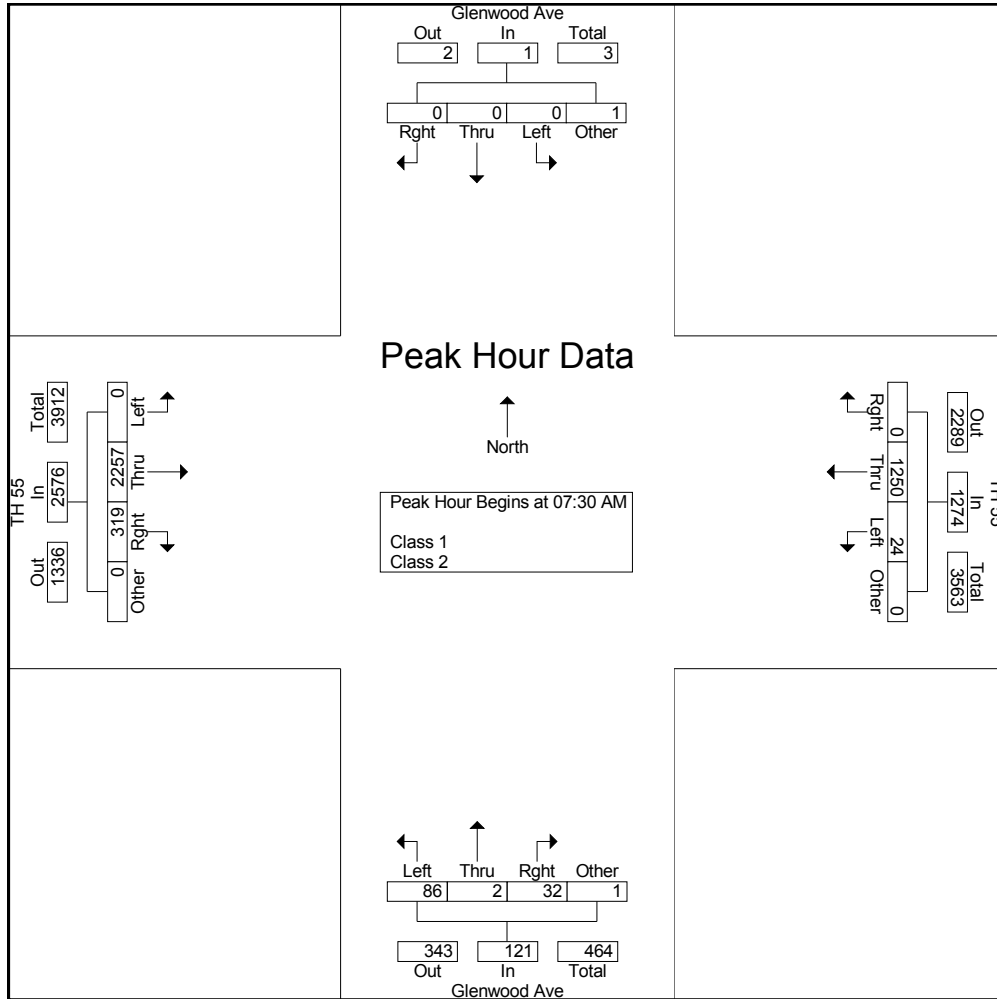 Glenwood Ave
Out In Total
2 1 3
0 0 0 1
Rght Thru Left Other
Peak Hour Data
North
Peak Hour Begins at 07:30 AM
Class 1
Class 2
TH 55
Total In Out
3912 2576 1336
0 2257 319 0
Left Thru Rght Other
Rght Thru Left Other
0 1250 24 0
2289 1274 3563
Out In Total
Left Thru Rght Other
86 2 32 1
343 121 464
Out In Total
Glenwood Ave